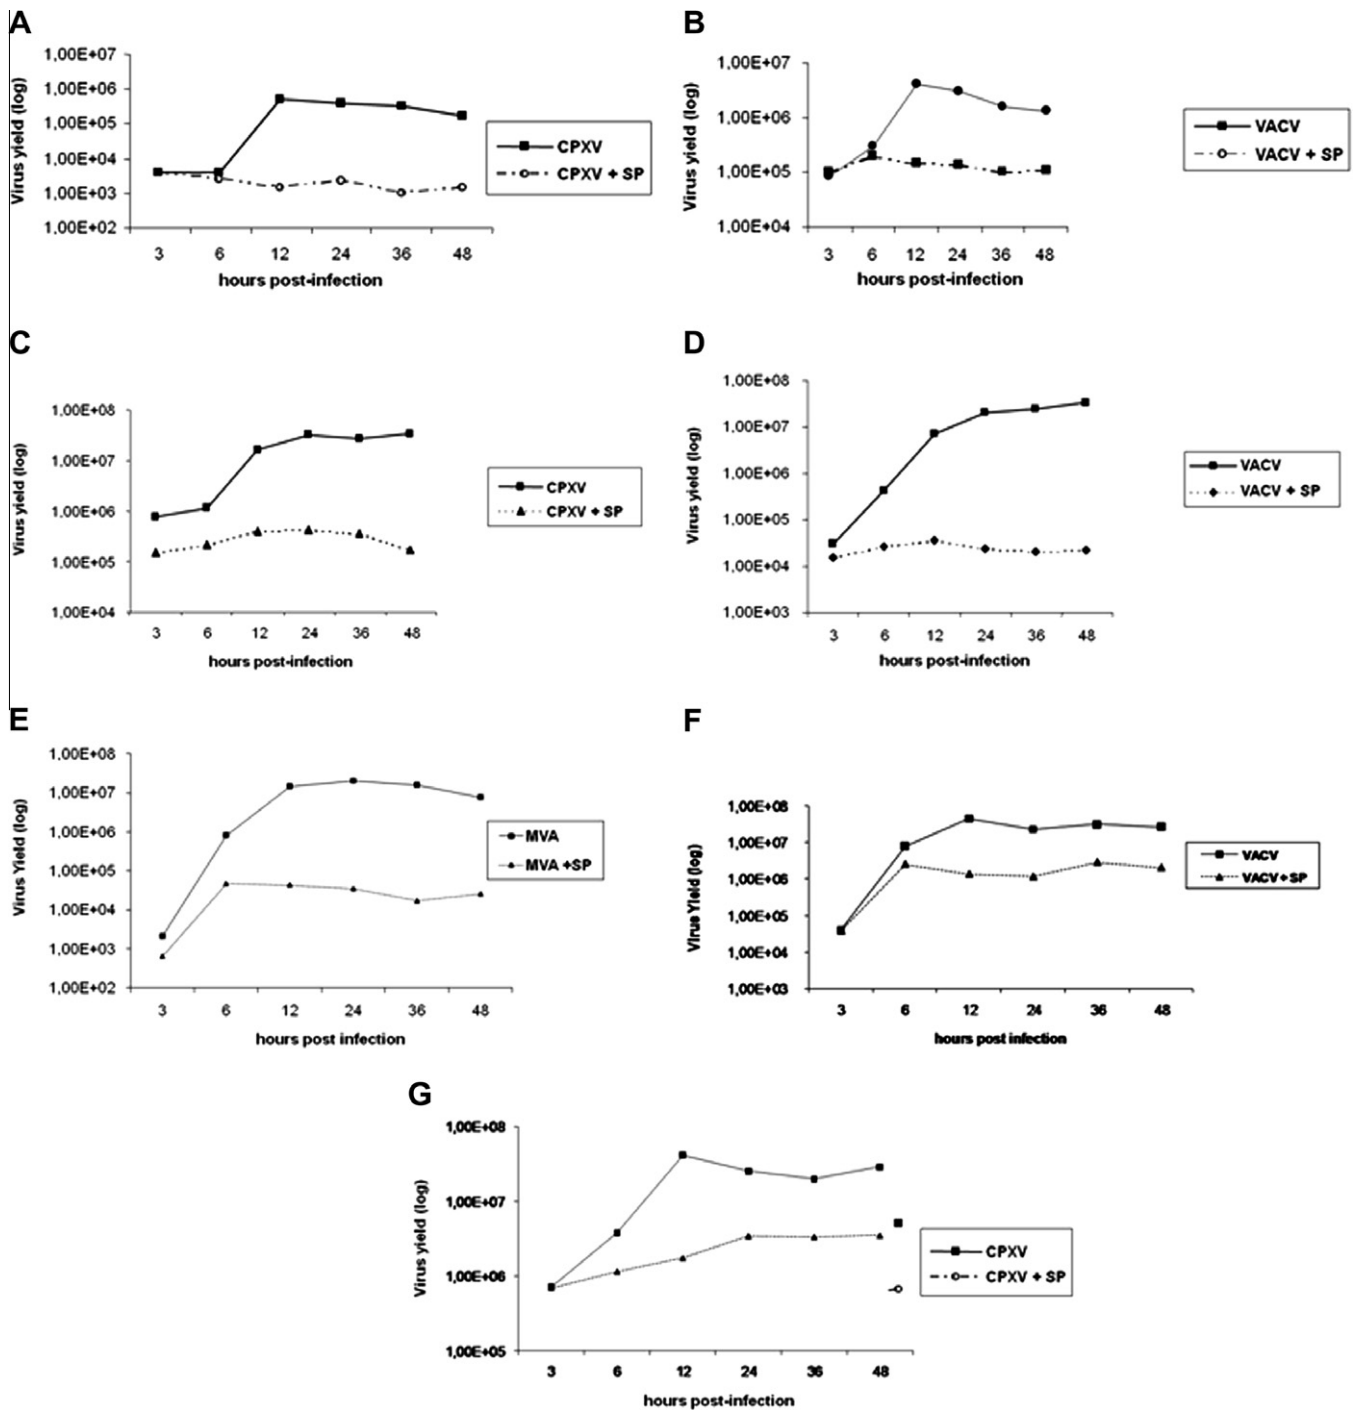 A
Virus yield (log)
1,00E+07
1,00E+06
1,00E+05
1,00E+04
1,00E+03
1,00E+02
3 6 12 24 36 48
hours post-infection
CPXV
CPXV + SP
B
Virus yield (log)
1,00E+07
1,00E+06
1,00E+05
1,00E+04
3 6 12 24 36 48
hours post-infection
VACV
VACV + SP
C
Virus yield (log)
1,00E+08
1,00E+07
1,00E+06
1,00E+05
1,00E+04
3 6 12 24 36 48
hours post-infection
CPXV
CPXV + SP
D
Virus yield (log)
1,00E+08
1,00E+07
1,00E+06
1,00E+05
1,00E+04
1,00E+03
3 6 12 24 36 48
hours post-infection
VACV
VACV + SP
E
Virus Yield (log)
1,00E+08
1,00E+07
1,00E+06
1,00E+05
1,00E+04
1,00E+03
1,00E+02
3 6 12 24 36 48
hours post infection
MVA
MVA +SP
F
Virus Yield (log)
1,00E+08
1,00E+07
1,00E+06
1,00E+05
1,00E+04
1,00E+03
3 6 12 24 36 48
hours post infection
VACV
VACV+SP
G
Virus yield (log)
1,00E+08
1,00E+07
1,00E+06
1,00E+05
3 6 12 24 36 48
hours post-infection
CPXV
CPXV + SP